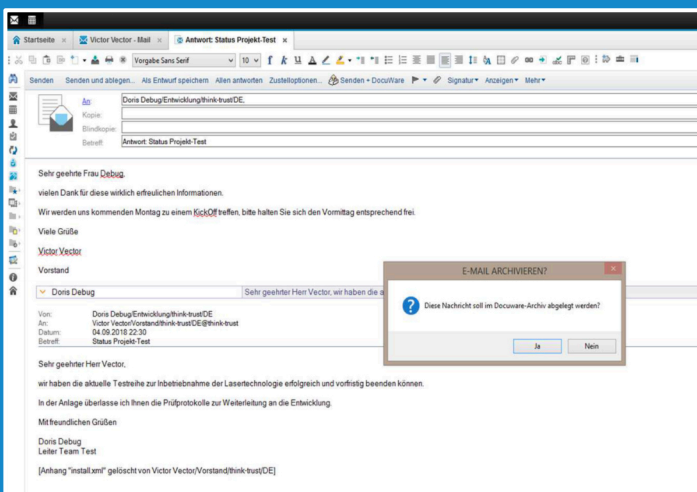 Startseite
Victor Vector - Mail
Antwort: Status Projekt-Test
Vorgabe Sans Serif 10 f k u A
Senden Senden und ablegen... Als Entwurf speichern Allen antworten Zustelloptionen... Senden + DocuWare Signatur Anzeigen Mehr
An: Doris Debug/Entwicklung/think-trust/DE,
Kopie:
Blindkopie:
Betreff: Antwort: Status Projekt-Test
Sehr geehrte Frau Debug,
vielen Dank für diese wirklich erfreulichen Informationen.
Wir werden uns kommenden Montag zu einem KickOff treffen, bitte halten Sie sich den Vormittag entsprechend frei.
Viele Grüße
Victor Vector
Vorstand
Doris Debug Sehr geehrter Herr Vector, wir haben die a
E-MAIL ARCHIVIEREN?
Diese Nachricht soll im Docuware-Archiv abgelegt werden?
Ja Nein
Von: Doris Debug/Entwicklung/think-trust/DE
An: Victor Vector/Vorstand/think-trust/DE@think-trust
Datum: 04.09.2018 22:30
Betreff: Status Projekt-Test
Sehr geehrter Herr Vector,
wir haben die aktuelle Testreihe zur Inbetriebnahme der Lasertechnologie erfolgreich und vorfristig beenden können.
In der Anlage überlasse ich Ihnen die Prüfprotokolle zur Weiterleitung an die Entwicklung.
Mit freundlichen Grüßen
Doris Debug
Leiter Team Test
[Anhang "install.xml" gelöscht von Victor Vector/Vorstand/think-trust/DE]